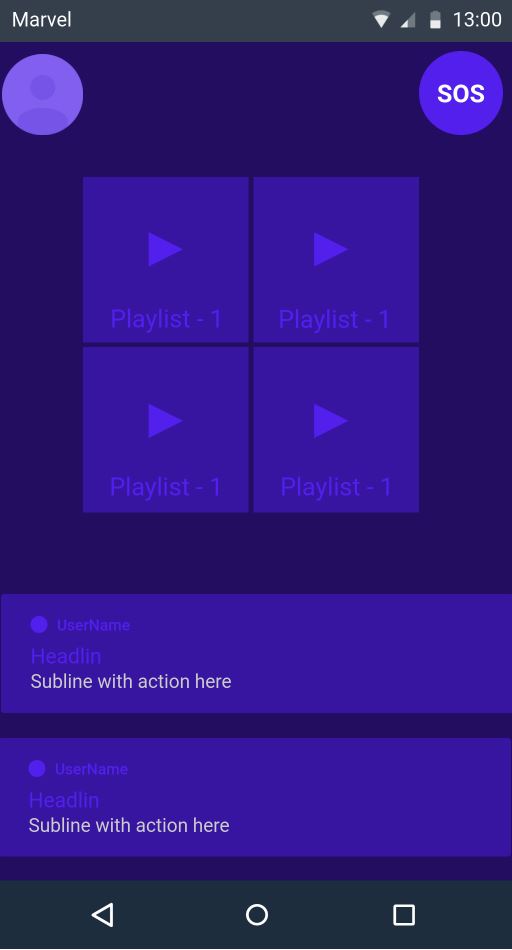 Marvel 13:00
SOS
Playlist - 1 Playlist - 1
Playlist - 1 Playlist - 1
UserName
Headlin
Subline with action here
UserName
Headlin
Subline with action here